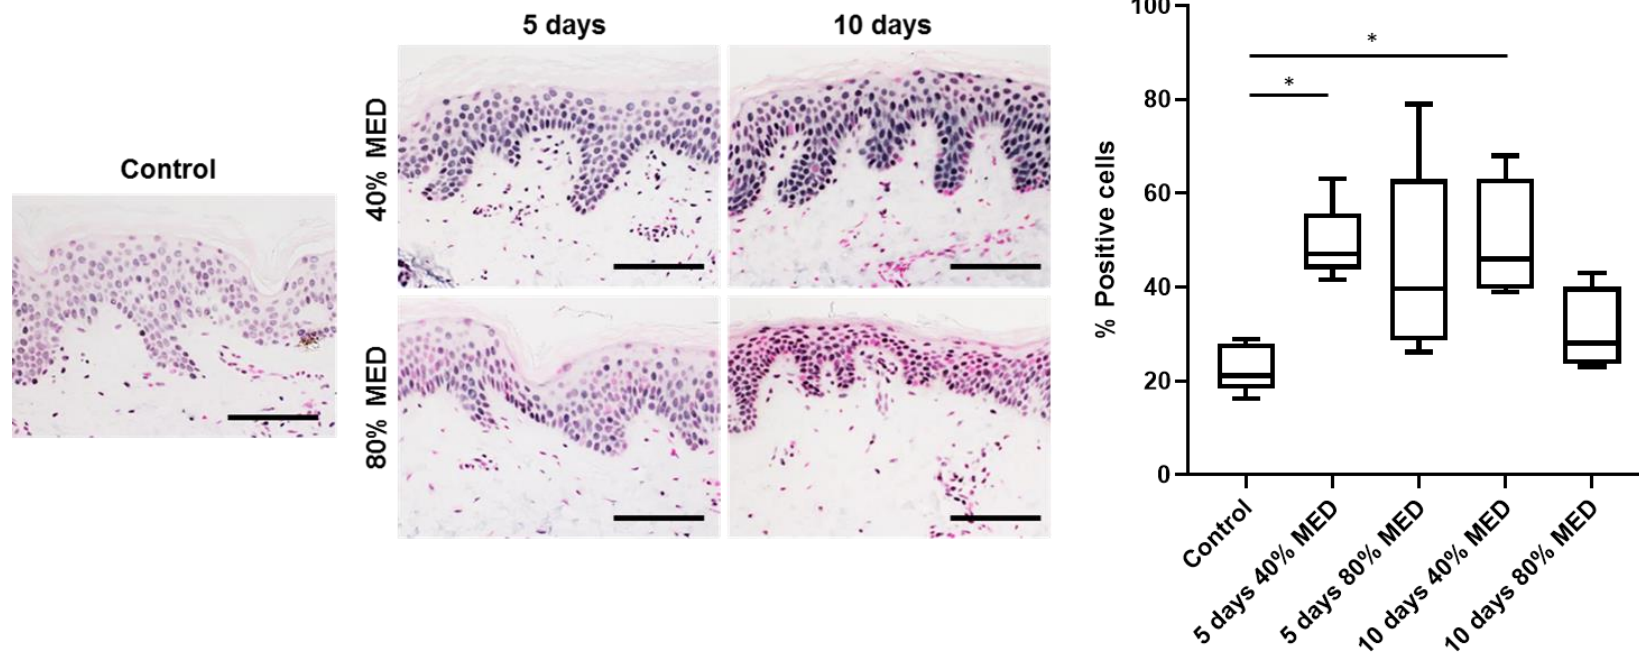 5 days
10 days
Control
40% MED
80% MED
% Positive cells
100
80
60
40
20
0
*
*
Control
5 days 40% MED
5 days 80% MED
10 days 40% MED
10 days 80% MED